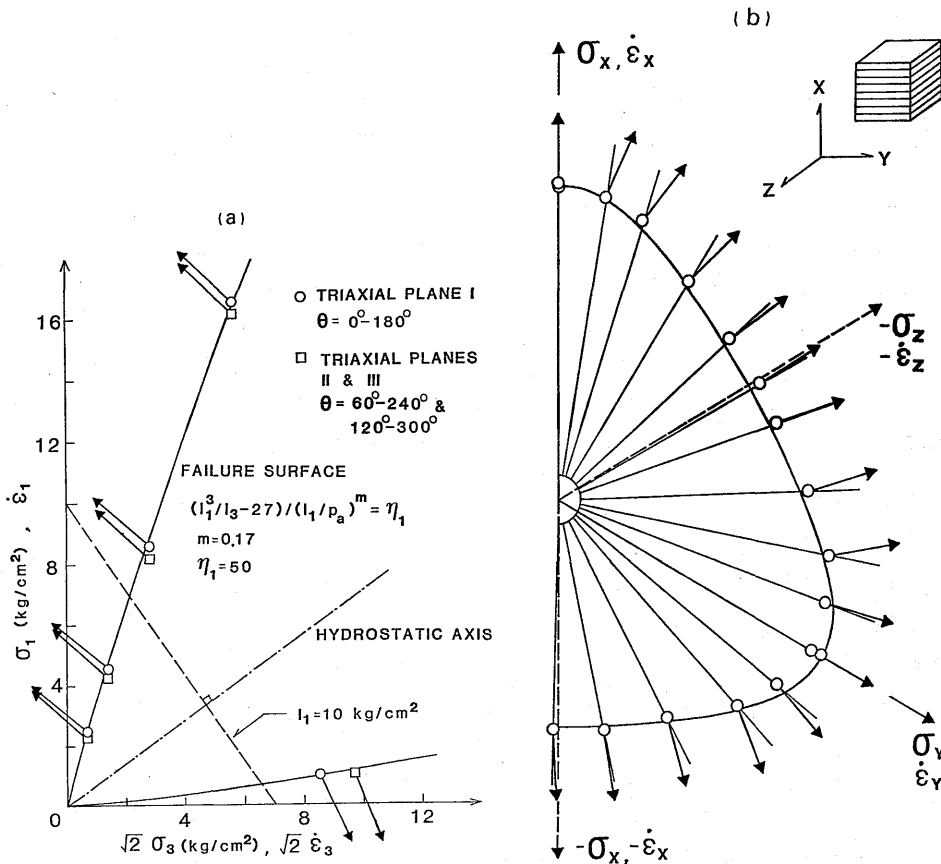 (a)
σ₁ (kg/cm²) , ε̇₁
16
12
8
4
0
4
8
12
√2 σ₃ (kg/cm²) , √2 ε̇₃
○ TRIAXIAL PLANE I
θ = 0°-180°
□ TRIAXIAL PLANES
II & III
θ = 60°-240° &
120°-300°
FAILURE SURFACE
(I₁³/I₃-27)/(I₁/pₐ)ᵐ = η₁
m=0.17
η₁=50
HYDROSTATIC AXIS
I₁=10 kg/cm²
(b)
σX, ε̇X
X
Y
Z
-σZ
-ε̇Z
σY
ε̇Y
-σX, -ε̇X